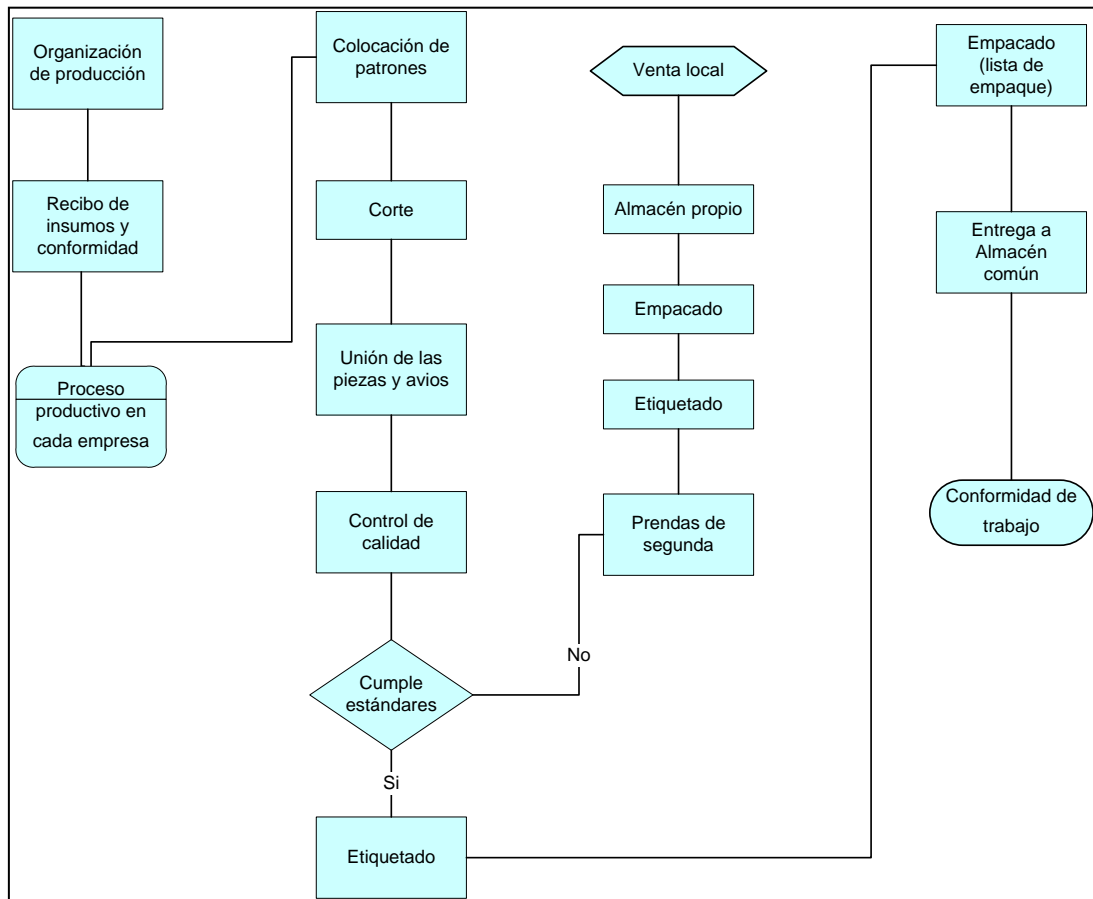 Organización
de producción
Recibo de
insumos y
conformidad
Proceso
productivo en
cada empresa
Colocación de
patrones
Corte
Unión de las
piezas y avios
Control de
calidad
Cumple
estándares
No
Si
Etiquetado
Venta local
Almacén propio
Empacado
Etiquetado
Prendas de
segunda
Empacado
(lista de
empaque)
Entrega a
Almacén
común
Conformidad de
trabajo